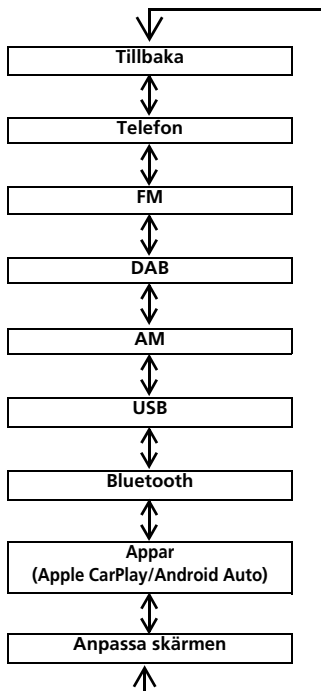 Tillbaka
Telefon
FM
DAB
AM
USB
Bluetooth
Appar
(Apple CarPlay/Android Auto)
Anpassa skärmen